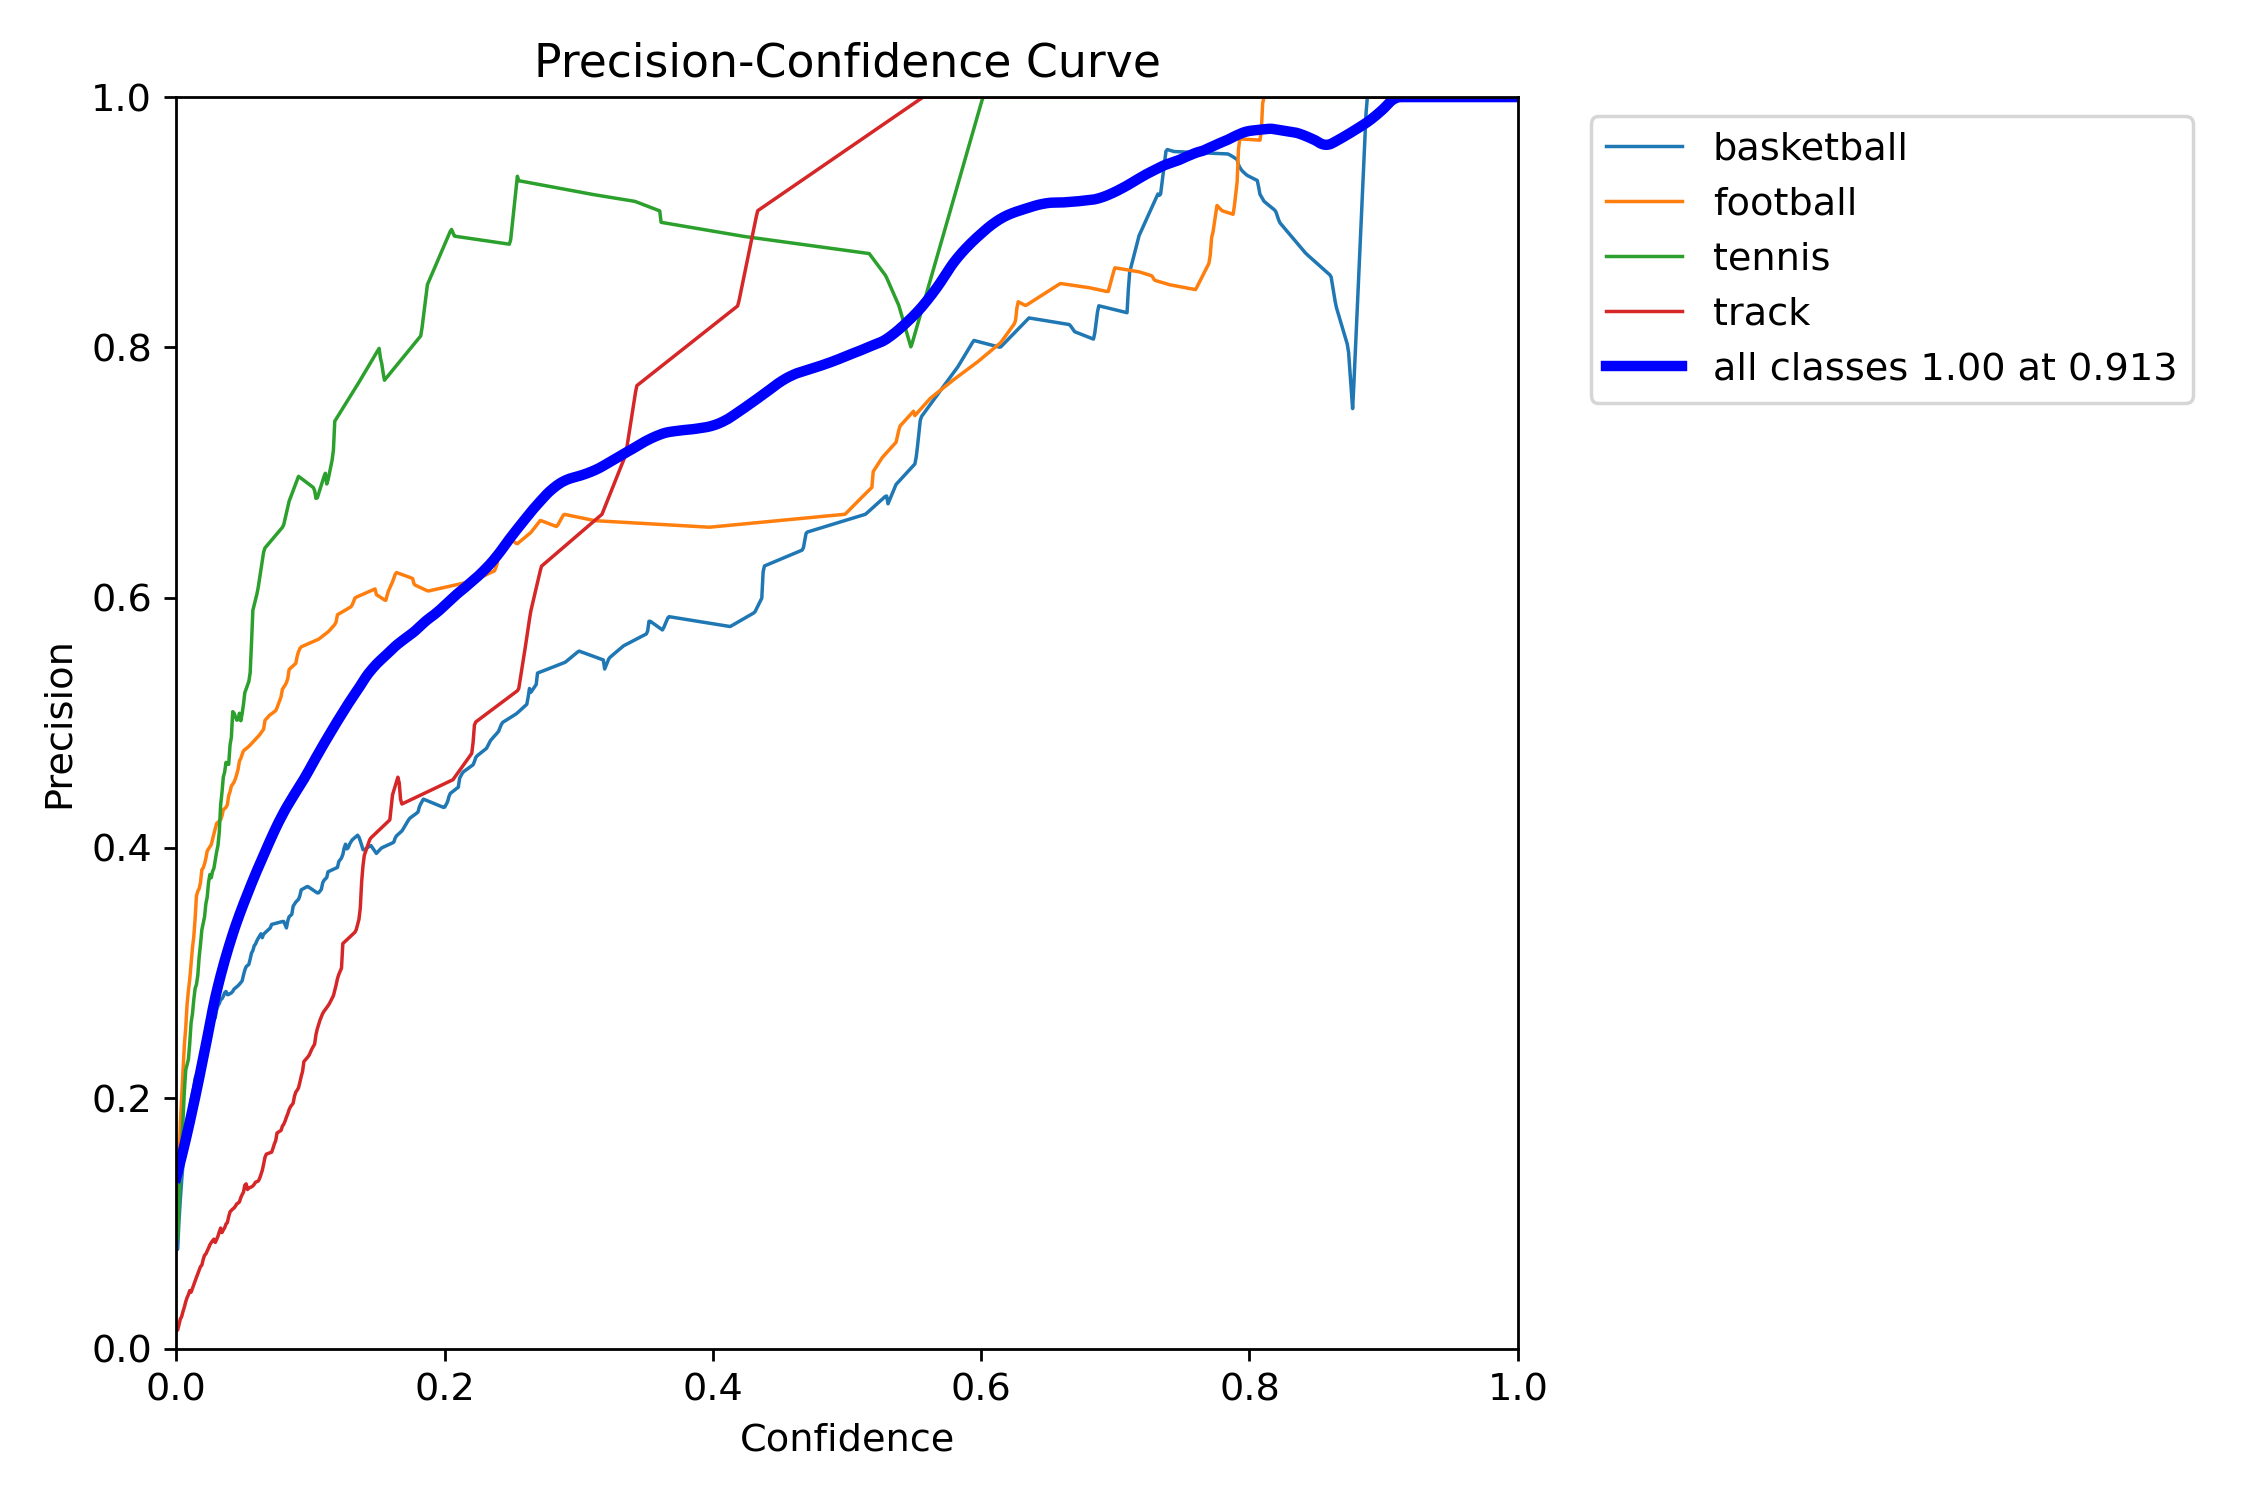 Precision-Confidence Curve
1.0
0.8
0.6
0.4
0.2
0.0
Precision
0.0 0.2 0.4 0.6 0.8 1.0
Confidence
basketball
football
tennis
track
all classes 1.00 at 0.913